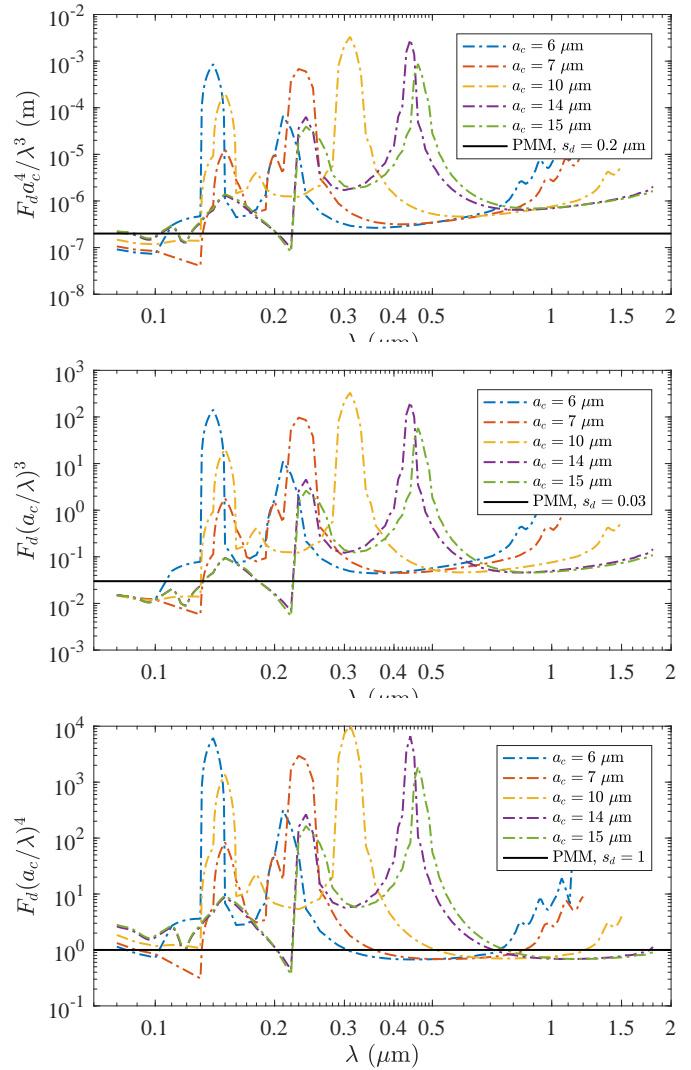 10^-2
10^-3
10^-4
10^-5
10^-6
10^-7
10^-8
F_d a_c^4/λ^3 (m)
a_c = 6 μm
a_c = 7 μm
a_c = 10 μm
a_c = 14 μm
a_c = 15 μm
PMM, s_d = 0.2 μm
0.1 0.2 0.3 0.4 0.5 1 1.5 2
λ (μm)
10^3
10^2
10^1
10^0
10^-1
10^-2
10^-3
F_d(a_c/λ)^3
a_c = 6 μm
a_c = 7 μm
a_c = 10 μm
a_c = 14 μm
a_c = 15 μm
PMM, s_d = 0.03
0.1 0.2 0.3 0.4 0.5 1 1.5 2
λ (μm)
10^4
10^3
10^2
10^1
10^0
10^-1
F_d(a_c/λ)^4
a_c = 6 μm
a_c = 7 μm
a_c = 10 μm
a_c = 14 μm
a_c = 15 μm
PMM, s_d = 1
0.1 0.2 0.3 0.4 0.5 1 1.5 2
λ (μm)